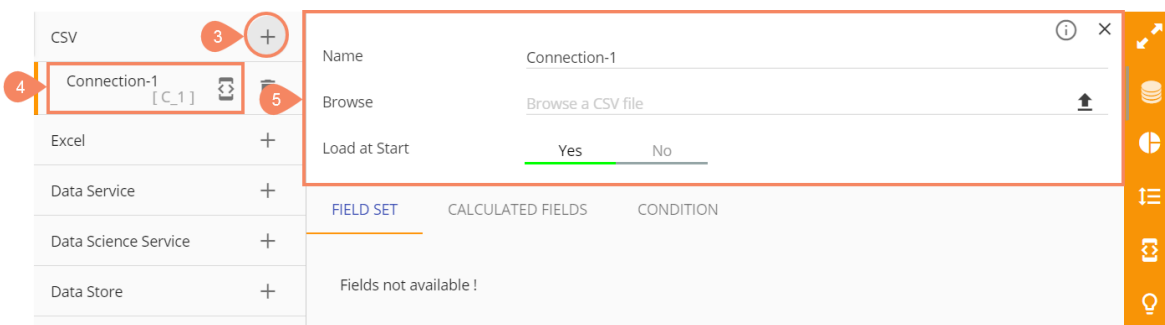 CSV
3
Connection-1
[ C_1 ]
4
Excel
Data Service
Data Science Service
Data Store
5
Name
Connection-1
Browse
Browse a CSV file
Load at Start
Yes
No
FIELD SET
CALCULATED FIELDS
CONDITION
Fields not available !